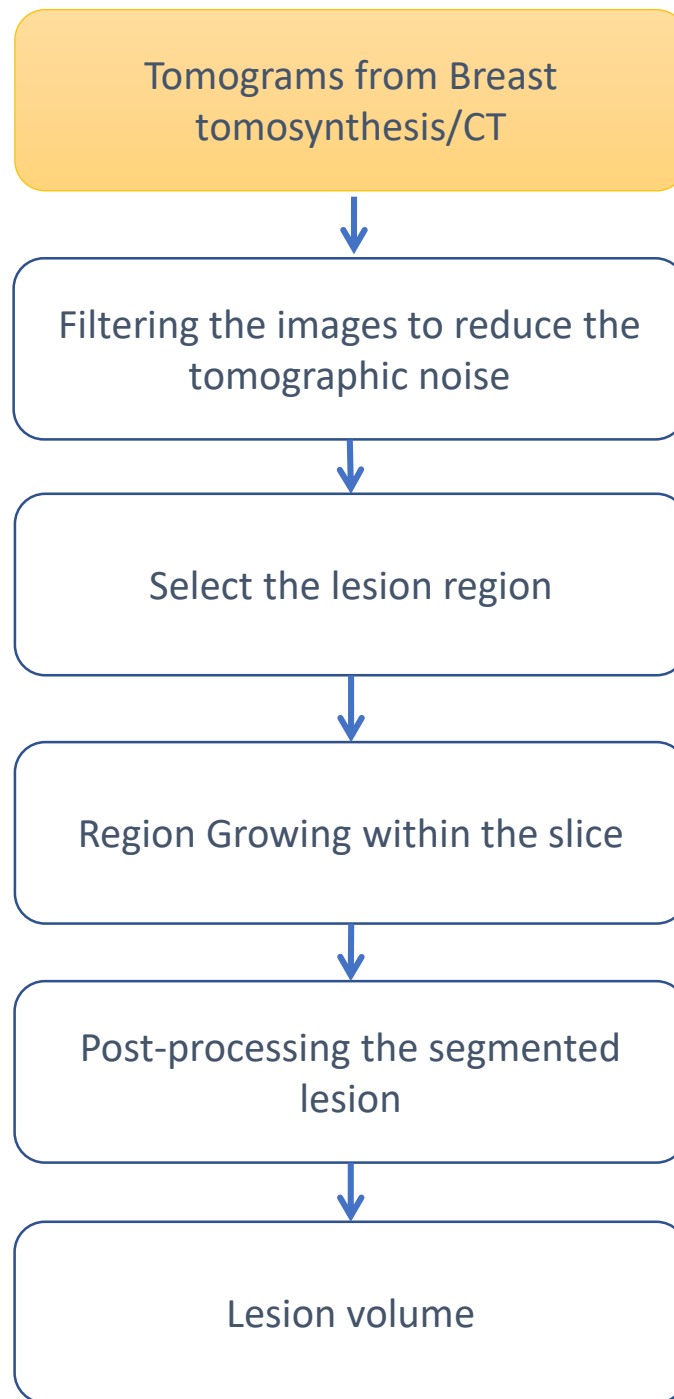 Tomograms from Breast
tomosynthesis/CT
Filtering the images to reduce the
tomographic noise
Select the lesion region
Region Growing within the slice
Post-processing the segmented
lesion
Lesion volume